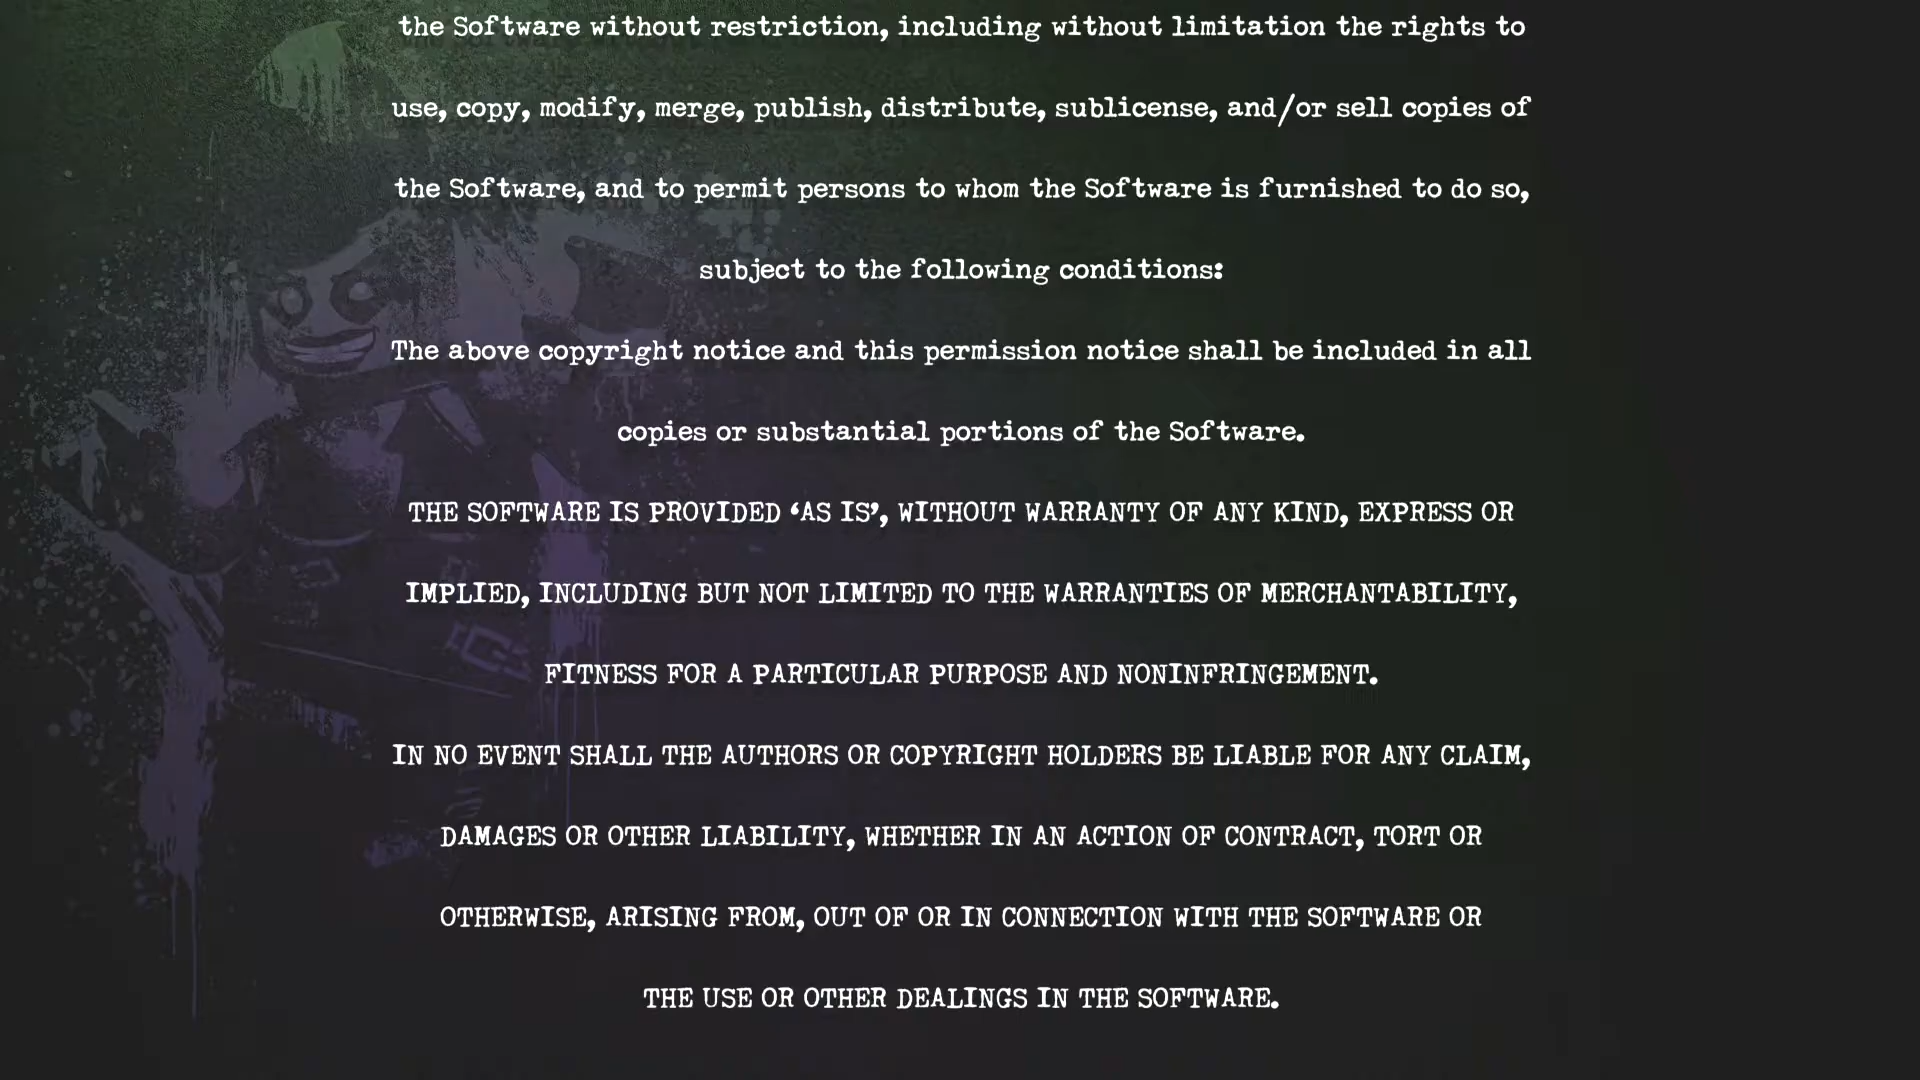 the Software without restriction, including without limitation the rights to
use, copy, modify, merge, publish, distribute, sublicense, and/or sell copies of
the Software, and to permit persons to whom the Software is furnished to do so,
subject to the following conditions:
The above copyright notice and this permission notice shall be included in all
copies or substantial portions of the Software.
THE SOFTWARE IS PROVIDED ‘AS IS’, WITHOUT WARRANTY OF ANY KIND, EXPRESS OR
IMPLIED, INCLUDING BUT NOT LIMITED TO THE WARRANTIES OF MERCHANTABILITY,
FITNESS FOR A PARTICULAR PURPOSE AND NONINFRINGEMENT.
IN NO EVENT SHALL THE AUTHORS OR COPYRIGHT HOLDERS BE LIABLE FOR ANY CLAIM,
DAMAGES OR OTHER LIABILITY, WHETHER IN AN ACTION OF CONTRACT, TORT OR
OTHERWISE, ARISING FROM, OUT OF OR IN CONNECTION WITH THE SOFTWARE OR
THE USE OR OTHER DEALINGS IN THE SOFTWARE.